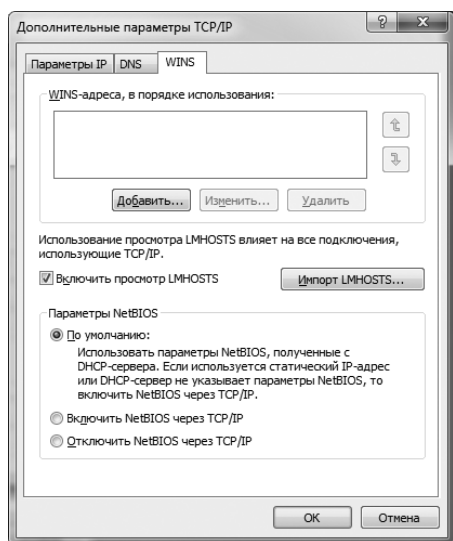 Дополнительные параметры TCP/IP
Параметры IP DNS WINS
WINS-адреса, в порядке использования:
Добавить... Изменить... Удалить
Использование просмотра LMHOSTS влияет на все подключения,
использующие TCP/IP.
Включить просмотр LMHOSTS Импорт LMHOSTS...
Параметры NetBIOS
По умолчанию:
Использовать параметры NetBIOS, полученные с
DHCP-сервера. Если используется статический IP-адрес
или DHCP-сервер не указывает параметры NetBIOS, то
включить NetBIOS через TCP/IP.
Включить NetBIOS через TCP/IP
Отключить NetBIOS через TCP/IP
OK Отмена